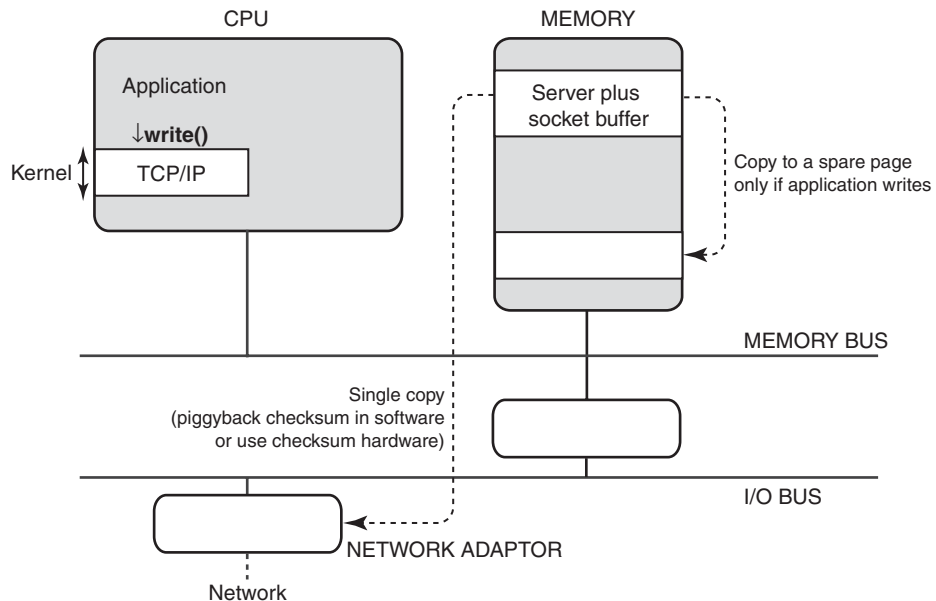 CPU
MEMORY
Application
↓write()
Kernel
TCP/IP
Server plus
socket buffer
Copy to a spare page
only if application writes
MEMORY BUS
Single copy
(piggyback checksum in software
or use checksum hardware)
I/O BUS
NETWORK ADAPTOR
Network